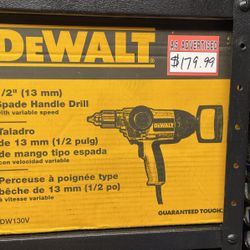 DEWALT
AS ADVERTISED
$179.99
/2" (13 mm)
Spade Handle Drill
with variable speed
Taladro
de 13 mm (1/2 pulg)
de mango tipo espada
con velocidad variable
DEWALT
Perceuse à poignée type
bêche de 13 mm (1/2 po)
à vitesse variable
GUARANTEED TOUGH.
DW130V